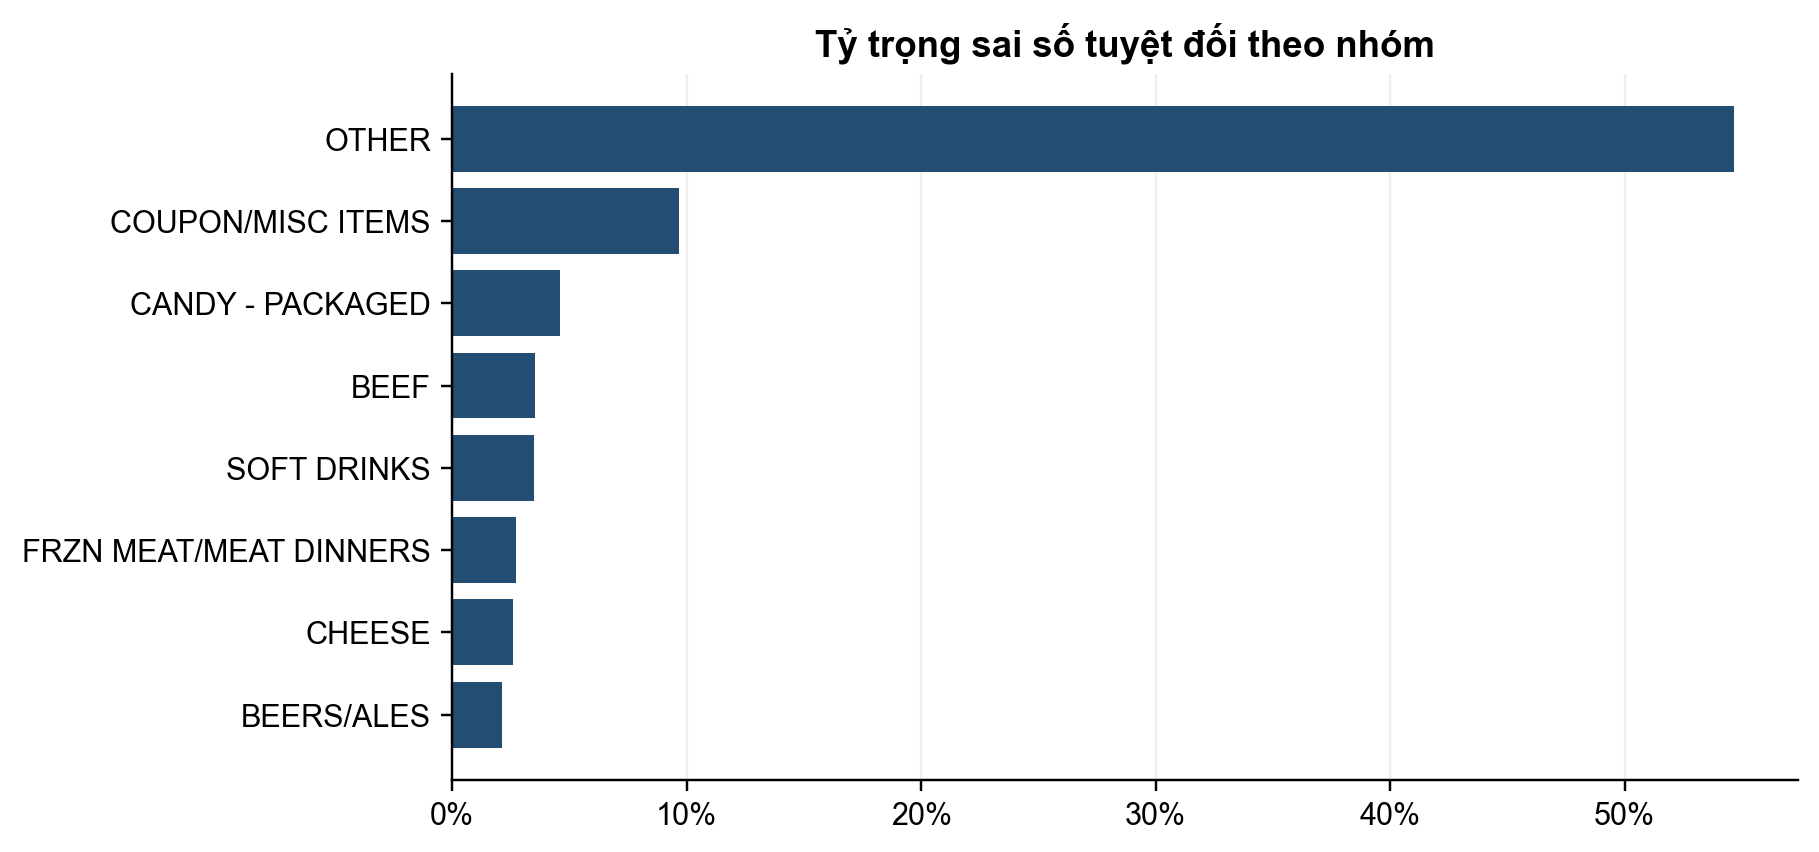 Tỷ trọng sai số tuyệt đối theo nhóm
OTHER
COUPON/MISC ITEMS
CANDY - PACKAGED
BEEF
SOFT DRINKS
FRZN MEAT/MEAT DINNERS
CHEESE
BEERS/ALES
0% 10% 20% 30% 40% 50%